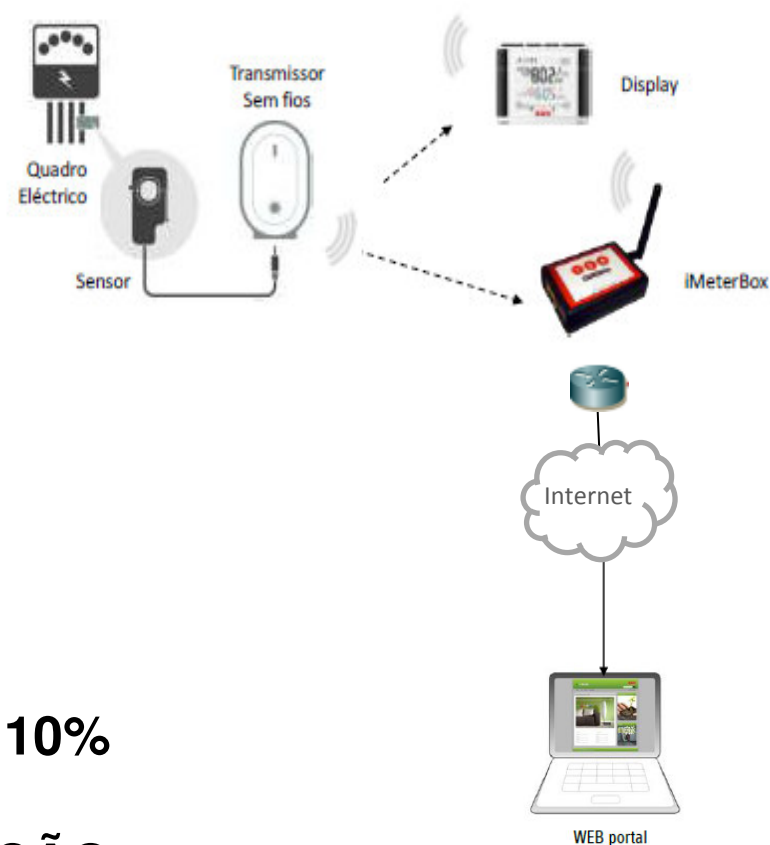 Transmissor
Sem fios
Display
Quadro
Eléctrico
Sensor
iMeterBox
Internet
10%
WEB portal